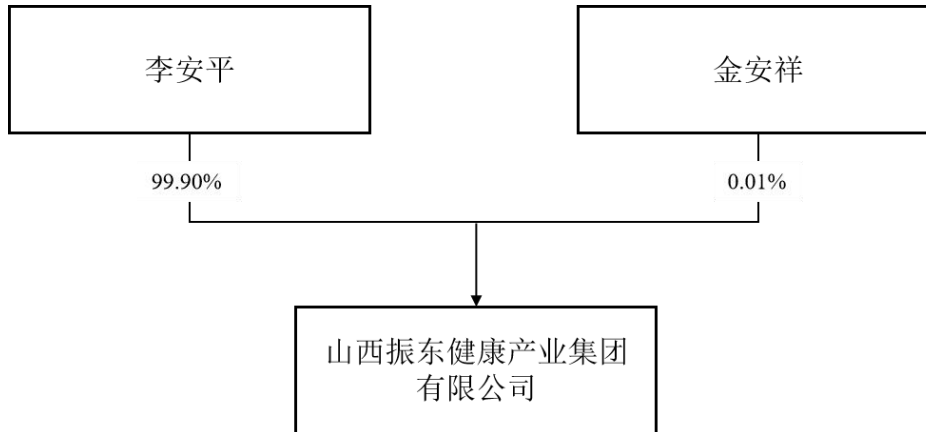 李安平
金安祥
99.90%
0.01%
山西振东健康产业集团
有限公司